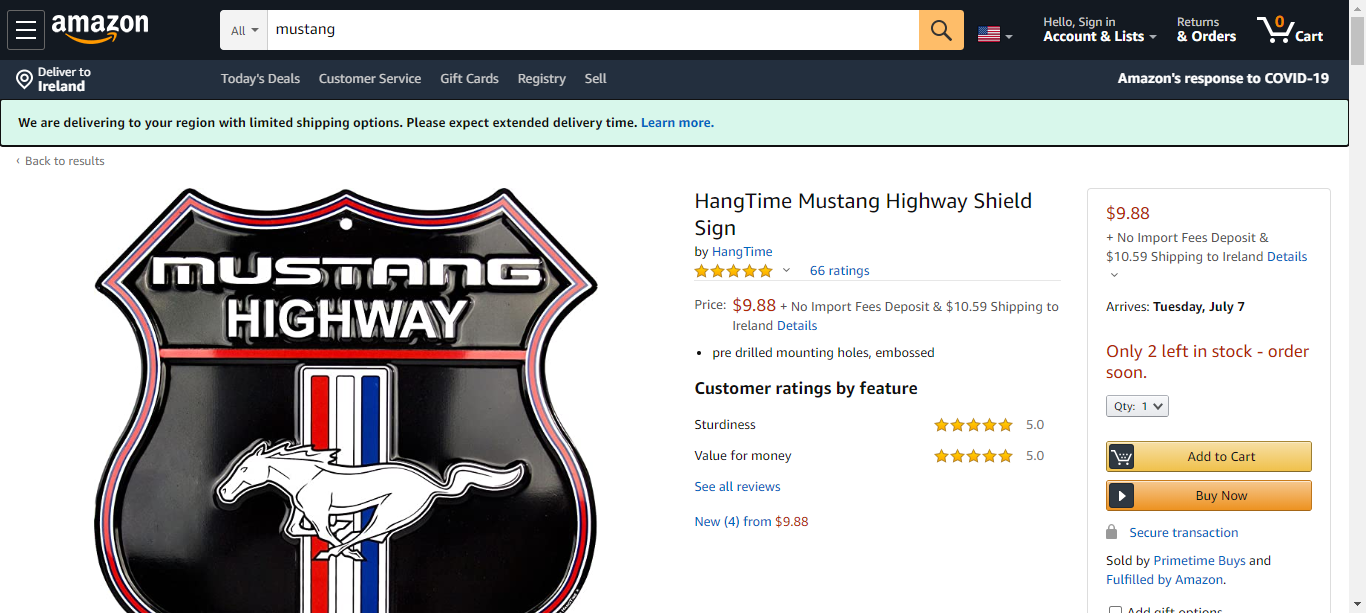 amazon
All
mustang
Hello, Sign in
Account & Lists
Returns
& Orders
0
Cart
Deliver to
Ireland
Today's Deals
Customer Service
Gift Cards
Registry
Sell
Amazon's response to COVID-19
We are delivering to your region with limited shipping options. Please expect extended delivery time. Learn more.
‹ Back to results
MUSTANG
HIGHWAY
HangTime Mustang Highway Shield
Sign
by HangTime
66 ratings
Price: $9.88 + No Import Fees Deposit & $10.59 Shipping to
Ireland Details
• pre drilled mounting holes, embossed
Customer ratings by feature
Sturdiness 5.0
Value for money 5.0
See all reviews
New (4) from $9.88
$9.88
+ No Import Fees Deposit &
$10.59 Shipping to Ireland Details
Arrives: Tuesday, July 7
Only 2 left in stock - order
soon.
Qty: 1
Add to Cart
Buy Now
Secure transaction
Sold by Primetime Buys and
Fulfilled by Amazon.
Add gift options